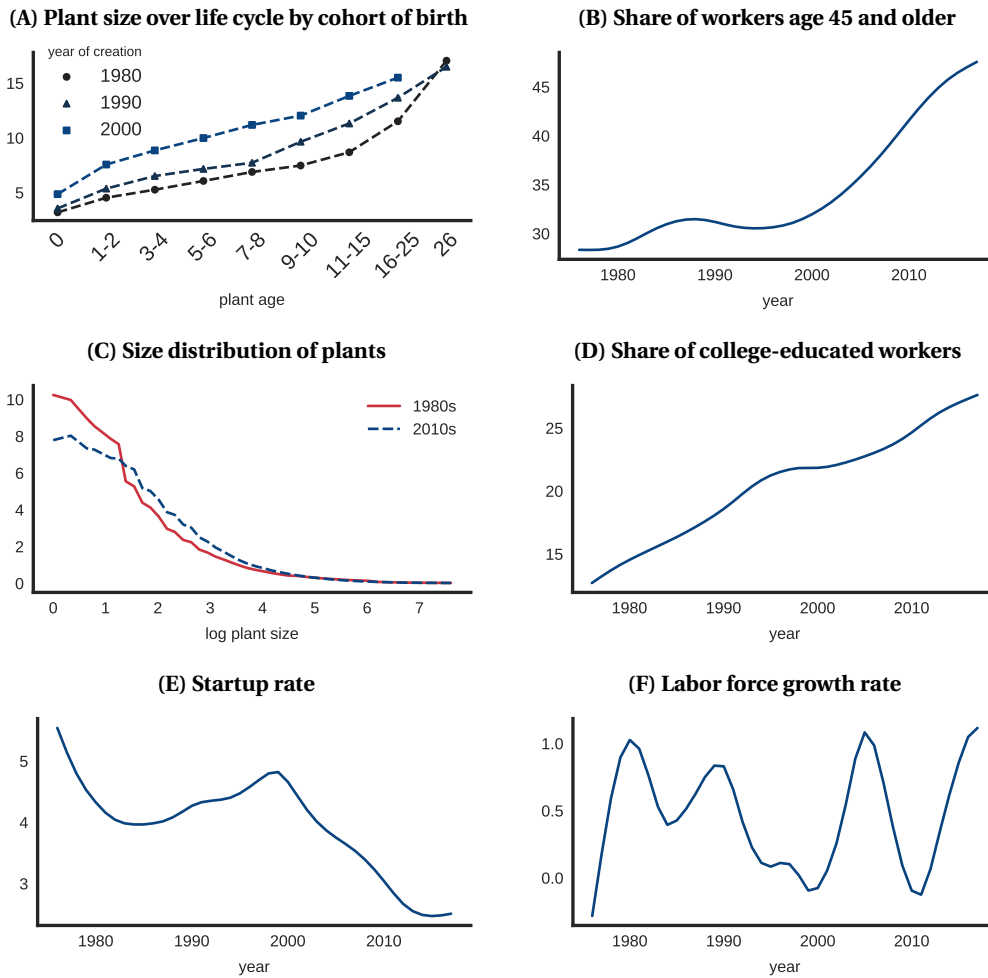 (A) Plant size over life cycle by cohort of birth
year of creation
1980
1990
2000
15
10
5
0
1-2
3-4
5-6
7-8
9-10
11-15
16-25
26
plant age
(B) Share of workers age 45 and older
45
40
35
30
1980 1990 2000 2010
year
(C) Size distribution of plants
1980s
2010s
10
8
6
4
2
0
0 1 2 3 4 5 6 7
log plant size
(D) Share of college-educated workers
25
20
15
1980 1990 2000 2010
year
(E) Startup rate
5
4
3
1980 1990 2000 2010
year
(F) Labor force growth rate
1.0
0.5
0.0
1980 1990 2000 2010
year